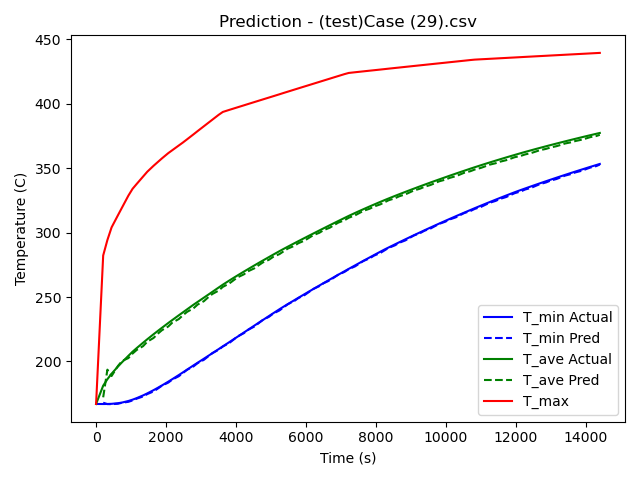 Prediction - (test)Case (29).csv
450
400
350
300
250
200
Temperature (C)
0 2000 4000 6000 8000 10000 12000 14000
Time (s)
T_min Actual
T_min Pred
T_ave Actual
T_ave Pred
T_max